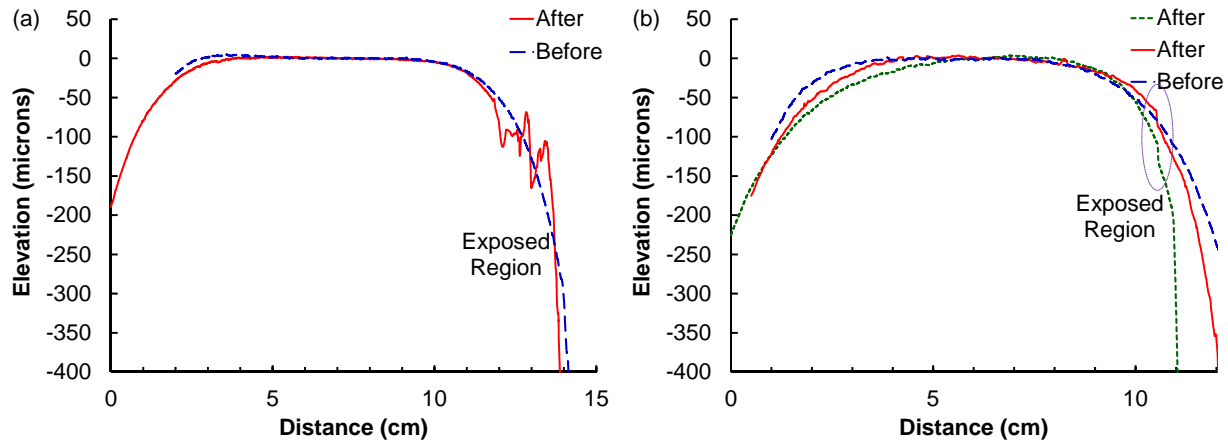 (a)
After
Before
50
0
-50
-100
-150
-200
-250
-300
-350
-400
Elevation (microns)
Exposed
Region
0
5
10
15
Distance (cm)
(b)
After
After
Before
50
0
-50
-100
-150
-200
-250
-300
-350
-400
Elevation (microns)
Exposed
Region
0
5
10
Distance (cm)